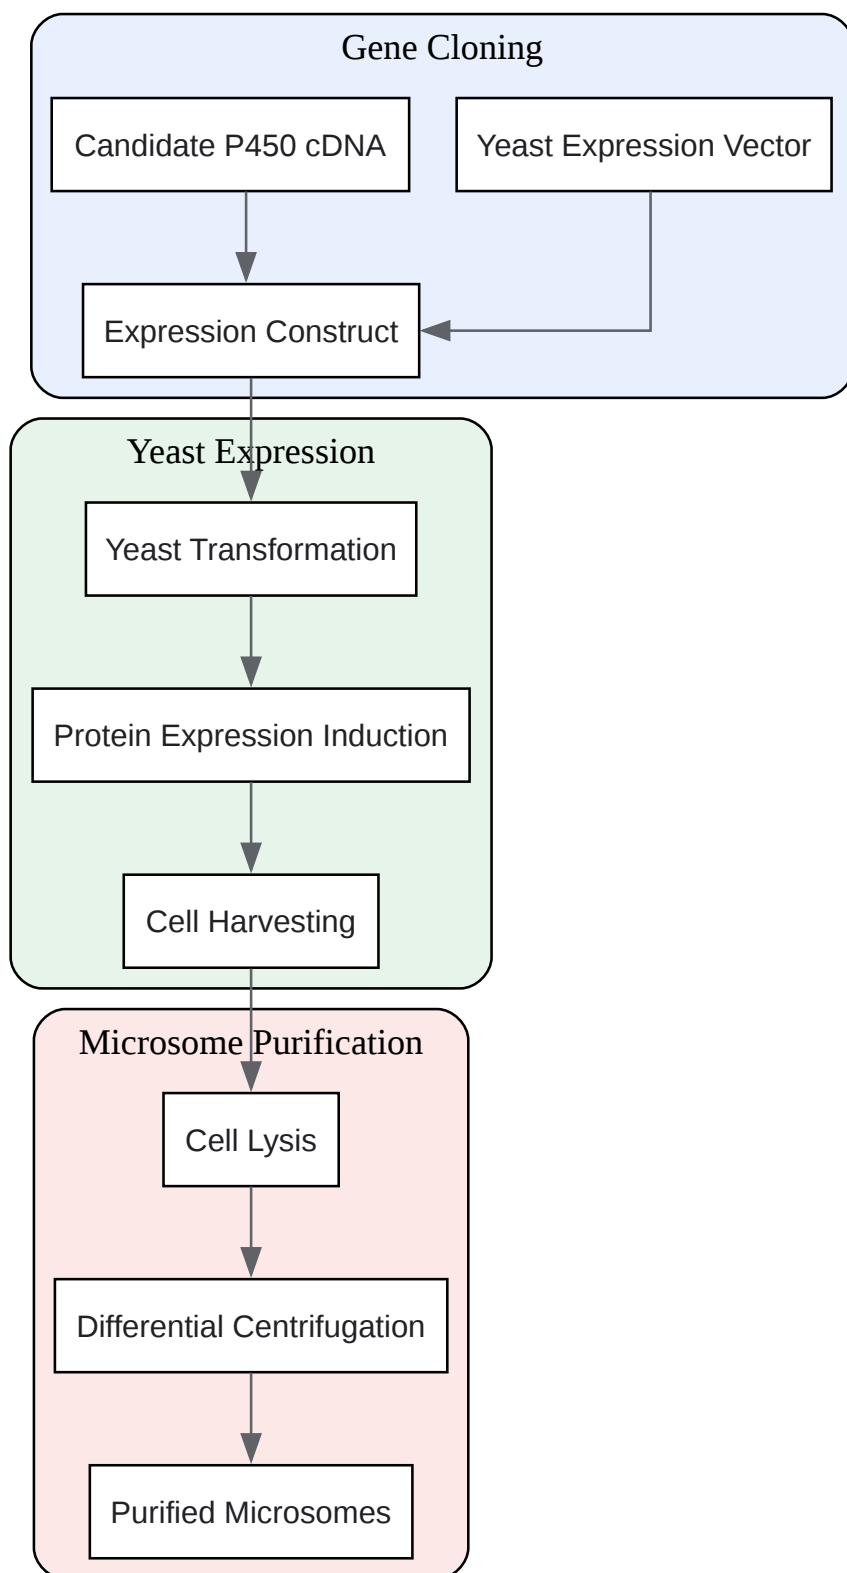 Gene Cloning
Candidate P450 cDNA
Yeast Expression Vector
Expression Construct
Yeast Expression
Yeast Transformation
Protein Expression Induction
Cell Harvesting
Microsome Purification
Cell Lysis
Differential Centrifugation
Purified Microsomes